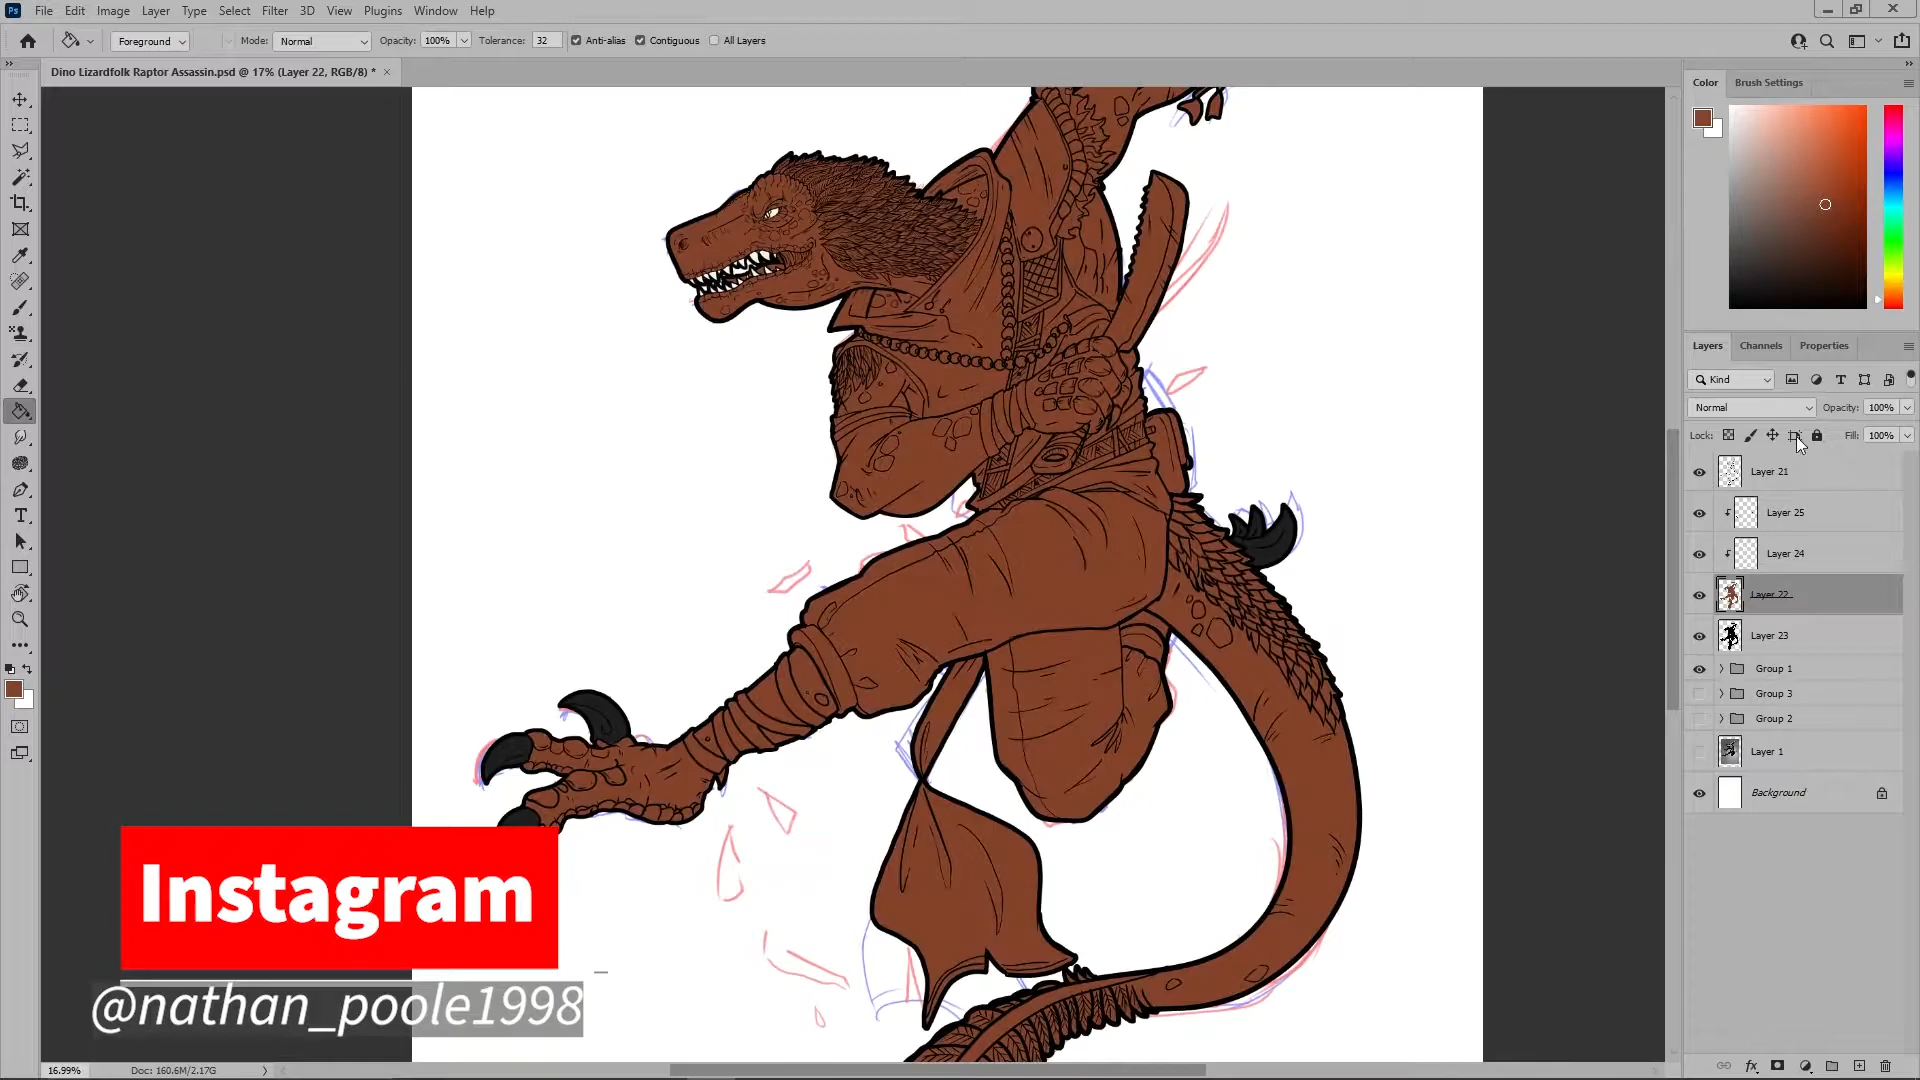 Ps File Edit Image Layer Type Select Filter 3D View Plugins Window Help
Foreground Mode: Normal Opacity: 100% Tolerance: 32 Anti-alias Contiguous All Layers
Dino Lizardfolk Raptor Assassin.psd @ 17% (Layer 22, RGB/8) *
Color Brush Settings
Layers Channels Properties
Kind
Normal Opacity: 100%
Lock: Fill: 100%
Layer 21
Layer 25
Layer 24
Layer 22
Layer 23
Group 1
Group 3
Group 2
Layer 1
Background
Instagram
@nathan_poole1998
16.99% Doc: 160.6M/2.17G
fx